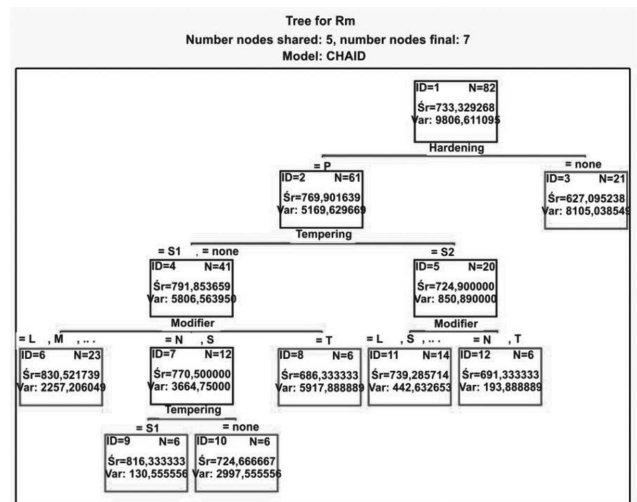 Tree for Rm
Number nodes shared: 5, number nodes final: 7
Model: CHAID
ID=1 N=82
Śr=733,329268
Var: 9806,611095
Hardening
= P
= none
ID=2 N=61
Śr=769,901639
Var: 5169,629669
ID=3 N=21
Śr=627,095238
Var: 8105,038549
Tempering
= S1 , = none
= S2
ID=4 N=41
Śr=791,853659
Var: 5806,563950
ID=5 N=20
Śr=724,900000
Var: 850,890000
Modifier
Modifier
= L , M , .. .
= N , S
= T
= L , S , .. .
= N , T
ID=6 N=23
Śr=830,521739
Var: 2257,206049
ID=7 N=12
Śr=770,500000
Var: 3664,75000
ID=8 N=6
Śr=686,333333
Var: 5917,888889
ID=11 N=14
Śr=739,285714
Var: 442,632653
ID=12 N=6
Śr=691,333333
Var: 193,888889
Tempering
= S1
= none
ID=9 N=6
Śr=816,333333
Var: 130,555556
ID=10 N=6
Śr=724,666667
Var: 2997,555556